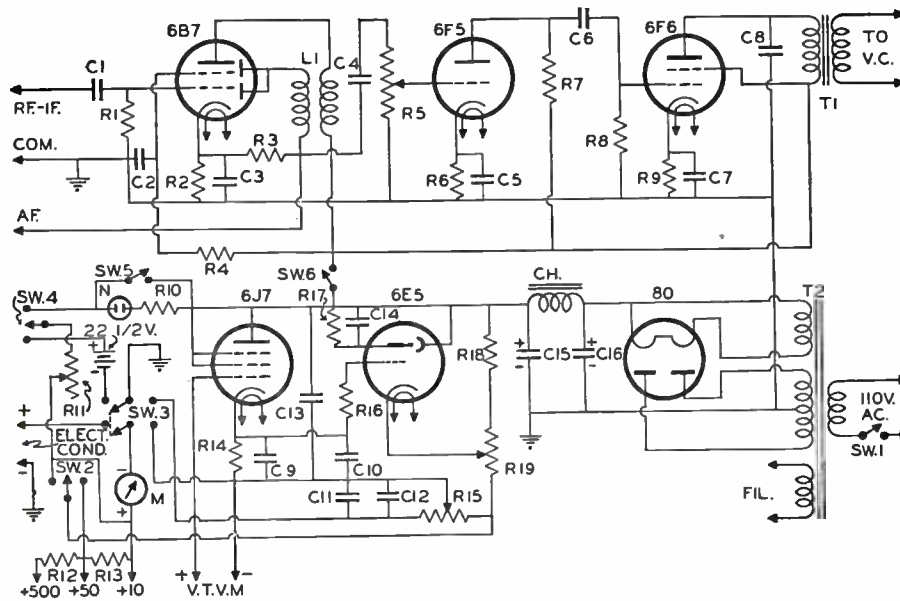 6B7
6F5
6F6
C1
L1
C4
C6
C8
TO
V.C.
T1
RF.-IF.
R1
R5
R7
R8
COM.
C2
R2
C3
R3
R6
C5
R9
C7
AF.
R4
SW.6
CH.
80
T2
SW.5
N
R10
6J7
R17
6E5
C14
SW.4
22 1/2 V.
+
-
R18
+
C15
-
+
C16
-
R11
SW.3
C13
R16
110V.
AC.
SW.1
+
ELECT.
COND.
-
R14
C9
C10
R19
SW.2
-
M
+
C11
C12
R15
FIL.
R12
R13
+500
+50
+10
+
V.T.V.M
-